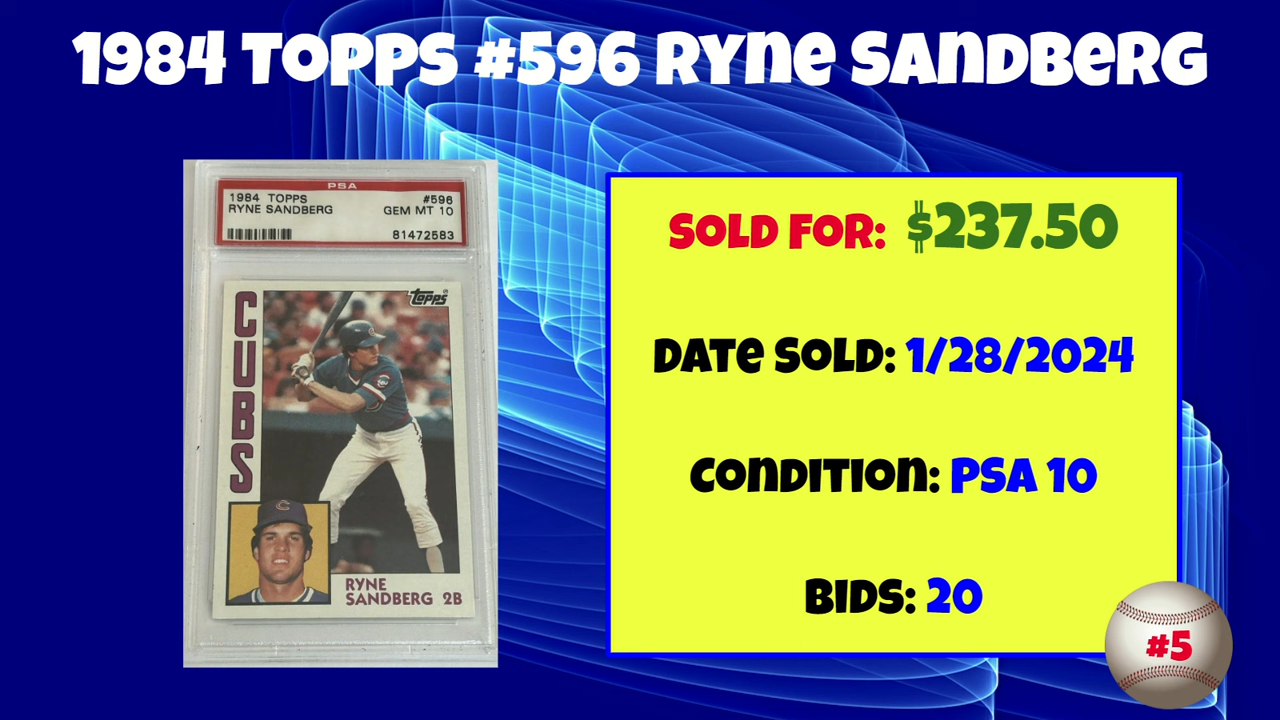 1984 Topps #596 Ryne Sandberg
PSA
1984 TOPPS #596
RYNE SANDBERG GEM MT 10
81472583
Topps
CUBS
C
RYNE
SANDBERG 2B
SOLD FOR: $237.50
DATE SOLD: 1/28/2024
CONDITION: PSA 10
BIDS: 20
#5